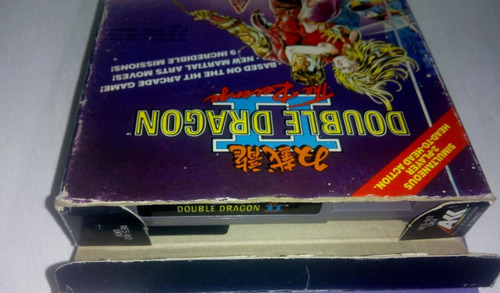 SIMULTANEOUS
2-PLAYER
HEAD-TO-HEAD ACTION.
双截龍
DOUBLE DRAGON™
II
The Revenge
BASED ON THE HIT ARCADE GAME!
• NEW MARTIAL ARTS MOVES!
9 INCREDIBLE MISSIONS!
DOUBLE DRAGON II